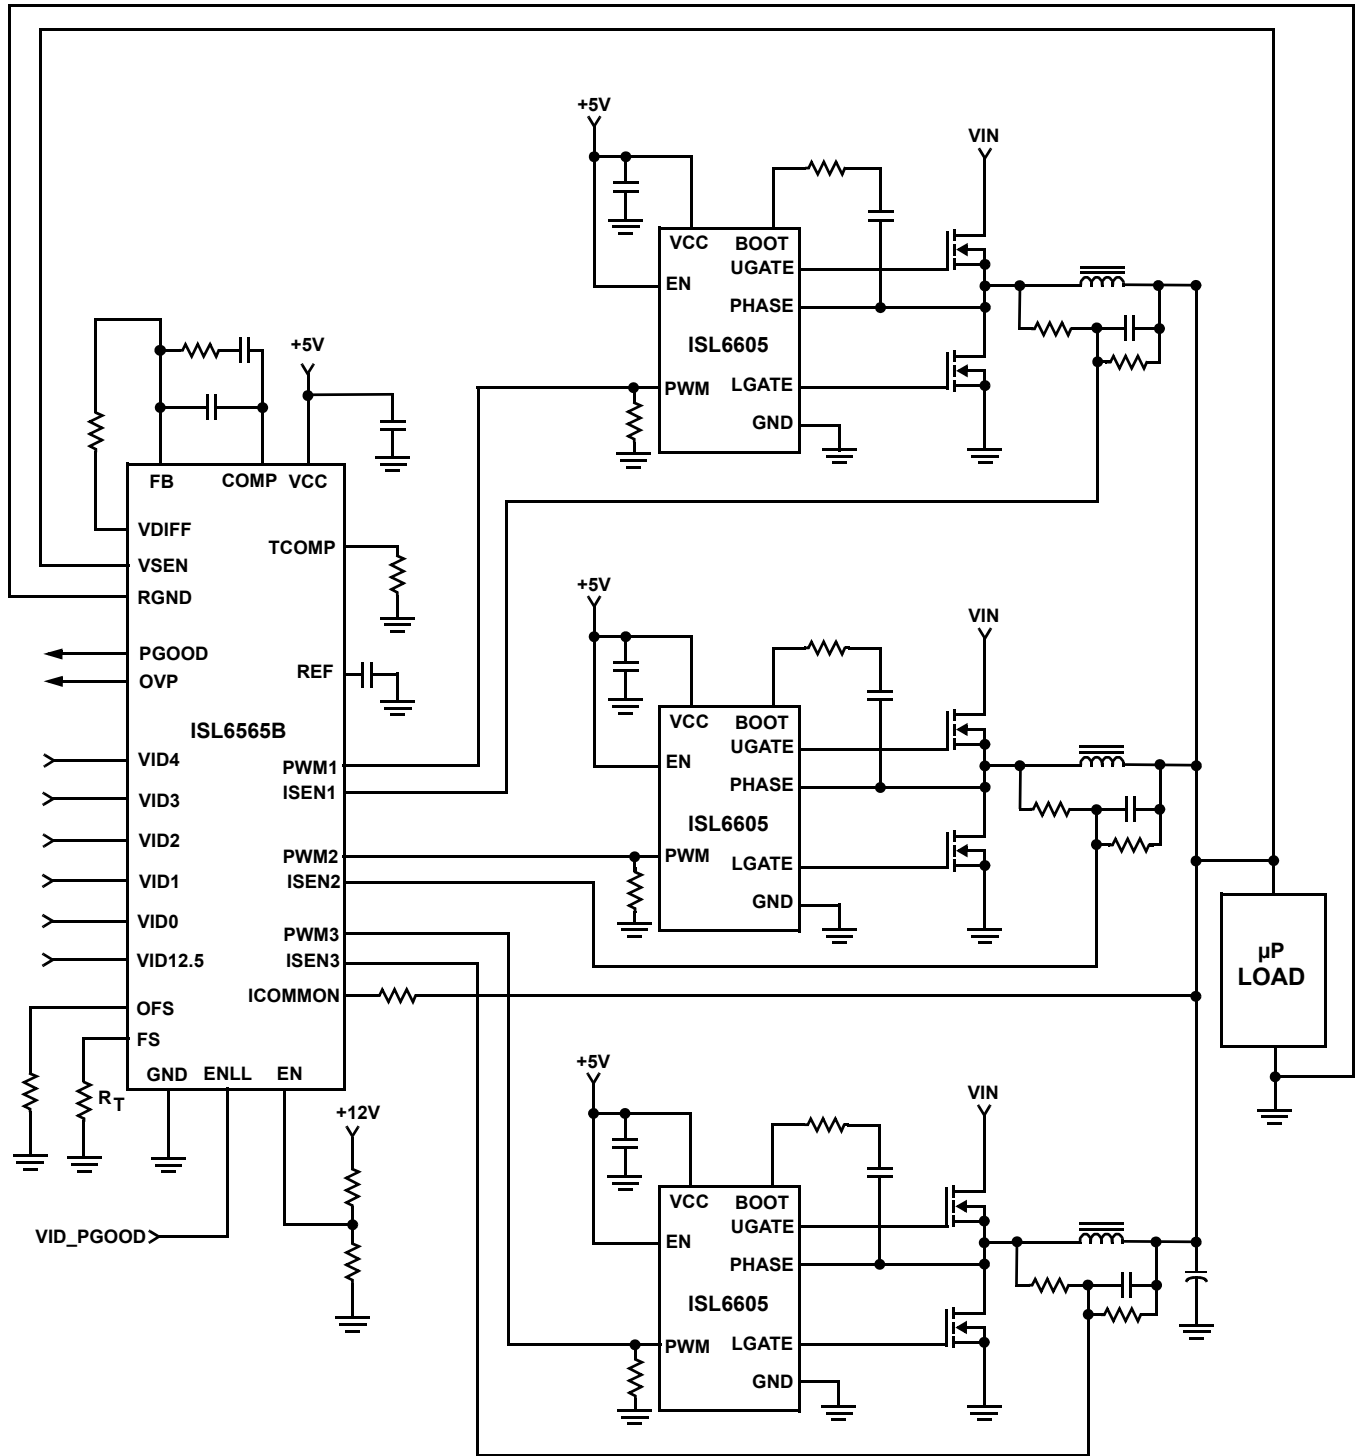 +5V
VIN
VCC
BOOT
UGATE
EN
PHASE
ISL6605
PWM
LGATE
GND
+5V
FB
COMP
VCC
VDIFF
TCOMP
VSEN
RGND
PGOOD
REF
OVP
ISL6565B
VID4
PWM1
VID3
ISEN1
VID2
PWM2
VID1
ISEN2
VID0
PWM3
VID12.5
ISEN3
ICOMMON
OFS
FS
GND
ENLL
EN
RT
+12V
VID_PGOOD
+5V
VIN
VCC
BOOT
UGATE
EN
PHASE
ISL6605
PWM
LGATE
GND
µP
LOAD
+5V
VIN
VCC
BOOT
UGATE
EN
PHASE
ISL6605
PWM
LGATE
GND